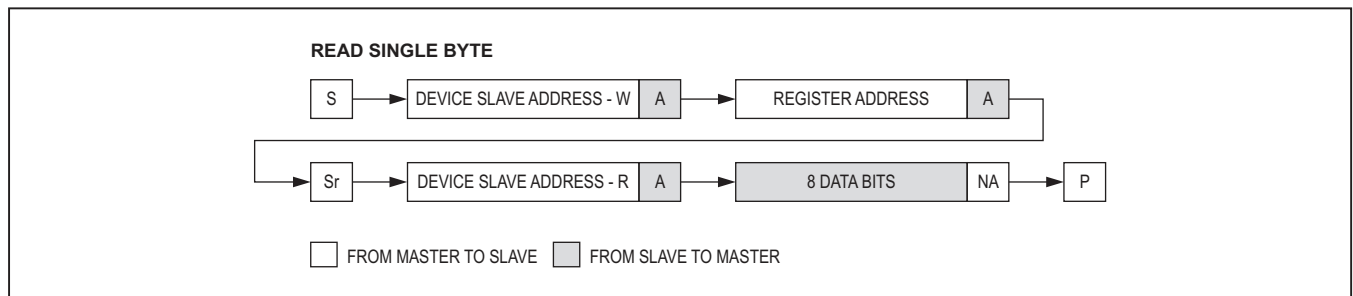 READ SINGLE BYTE
S DEVICE SLAVE ADDRESS - W A REGISTER ADDRESS A
Sr DEVICE SLAVE ADDRESS - R A 8 DATA BITS NA P
FROM MASTER TO SLAVE FROM SLAVE TO MASTER